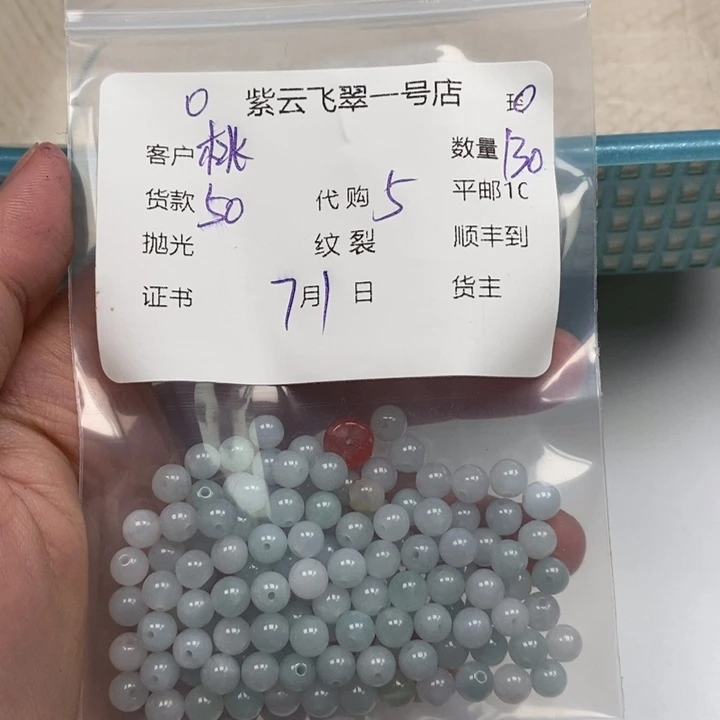 0 紫云飞翠一号店 0
客户 桃 数量 130
货款 50 代购 5 平邮1C
抛光 纹裂 顺丰到
证书 7月1日 货主